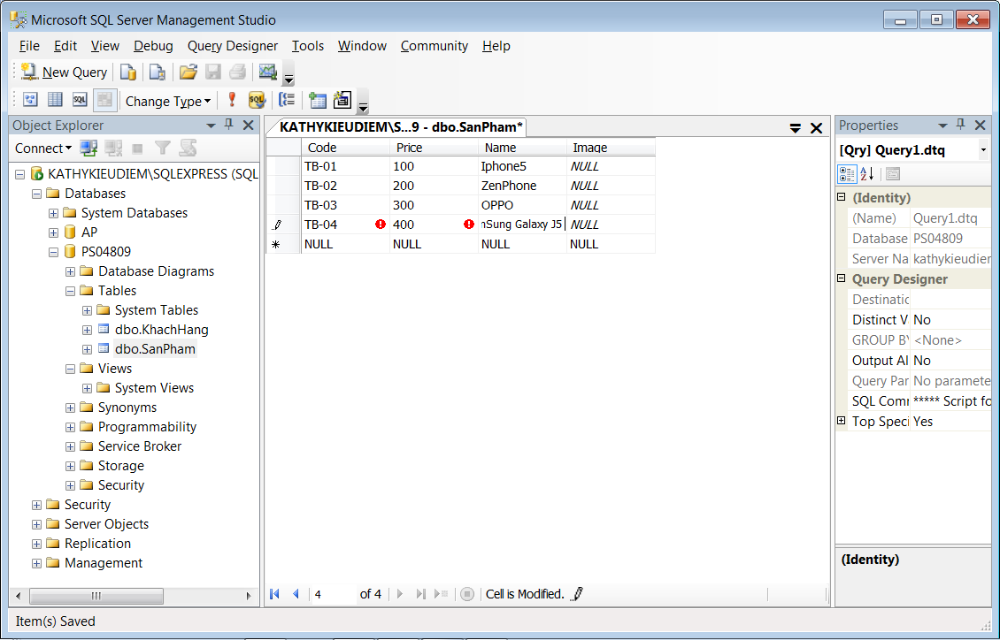 Microsoft SQL Server Management Studio
File Edit View Debug Query Designer Tools Window Community Help
New Query
SQL Change Type SQL
Object Explorer
Connect
KATHYKIEUDIEM\SQLEXPRESS (SQL
Databases
System Databases
AP
PS04809
Database Diagrams
Tables
System Tables
dbo.KhachHang
dbo.SanPham
Views
System Views
Synonyms
Programmability
Service Broker
Storage
Security
Security
Server Objects
Replication
Management
KATHYKIEUDIEM\S...9 - dbo.SanPham*
Code Price Name Image
TB-01 100 Iphone5 NULL
TB-02 200 ZenPhone NULL
TB-03 300 OPPO NULL
TB-04 400 nSung Galaxy J5 NULL
NULL NULL NULL NULL
4 of 4 Cell is Modified.
Properties
[Qry] Query1.dtq
(Identity)
(Name) Query1.dtq
Database PS04809
Server Na kathykieudier
Query Designer
Destinatic
Distinct V No
GROUP BY <None>
Output Al No
Query Par No paramete
SQL Comr ***** Script fo
Top Speci Yes
(Identity)
Item(s) Saved